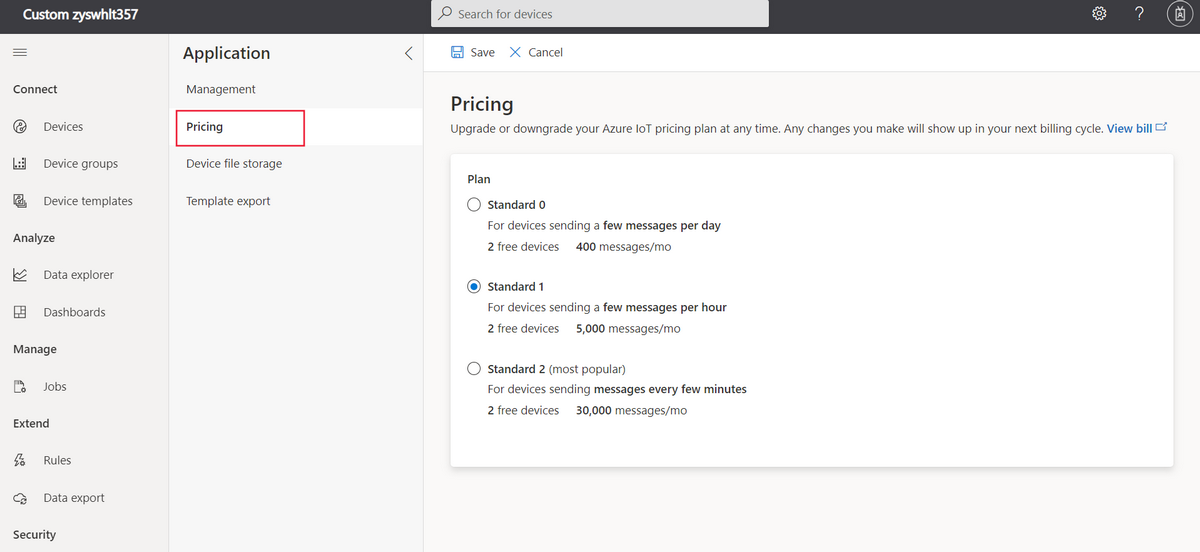 Custom zyswhlt357
Search for devices
?
Connect
Devices
Device groups
Device templates
Analyze
Data explorer
Dashboards
Manage
Jobs
Extend
Rules
Data export
Security
Application
Management
Pricing
Device file storage
Template export
Save Cancel
Pricing
Upgrade or downgrade your Azure IoT pricing plan at any time. Any changes you make will show up in your next billing cycle. View bill
Plan
Standard 0
For devices sending a few messages per day
2 free devices 400 messages/mo
Standard 1
For devices sending a few messages per hour
2 free devices 5,000 messages/mo
Standard 2 (most popular)
For devices sending messages every few minutes
2 free devices 30,000 messages/mo